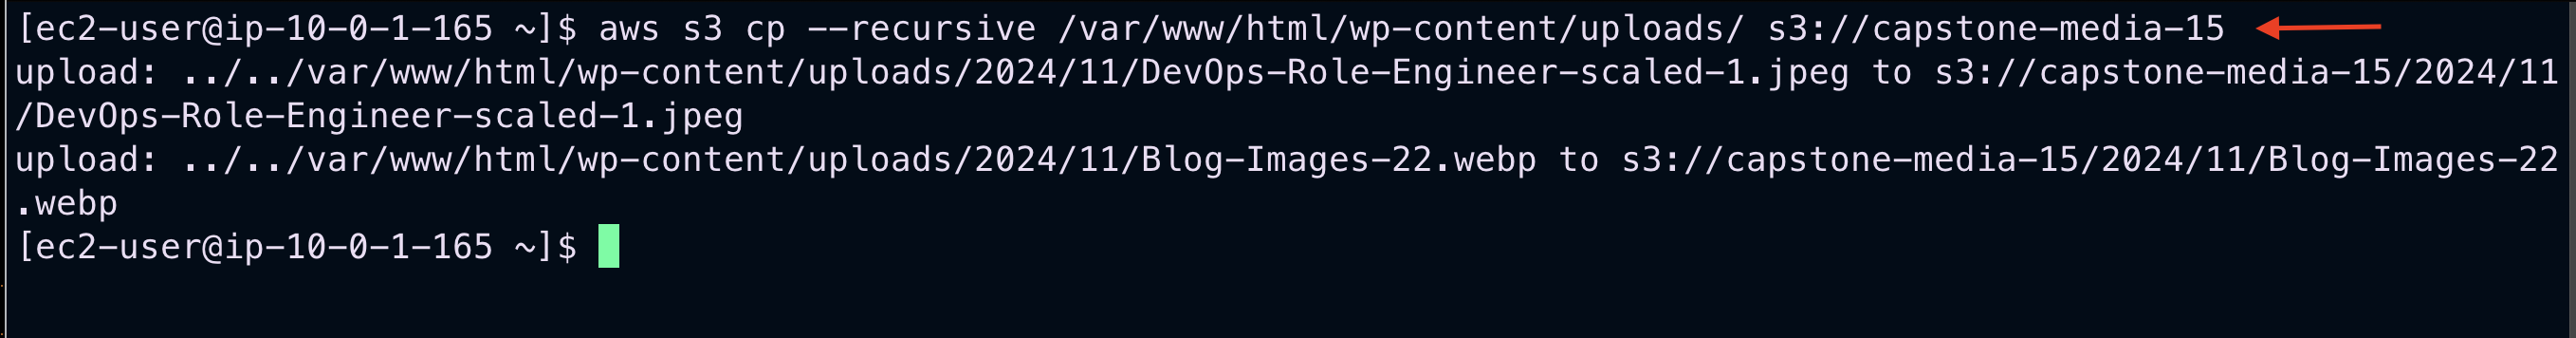 [ec2-user@ip-10-0-1-165 ~]$ aws s3 cp --recursive /var/www/html/wp-content/uploads/ s3://capstone-media-15
upload: ../../var/www/html/wp-content/uploads/2024/11/DevOps-Role-Engineer-scaled-1.jpeg to s3://capstone-media-15/2024/11
/DevOps-Role-Engineer-scaled-1.jpeg
upload: ../../var/www/html/wp-content/uploads/2024/11/Blog-Images-22.webp to s3://capstone-media-15/2024/11/Blog-Images-22
.webp
[ec2-user@ip-10-0-1-165 ~]$